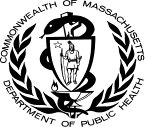 COMMONWEALTH OF MASSACHUSETTS
DEPARTMENT OF PUBLIC HEALTH